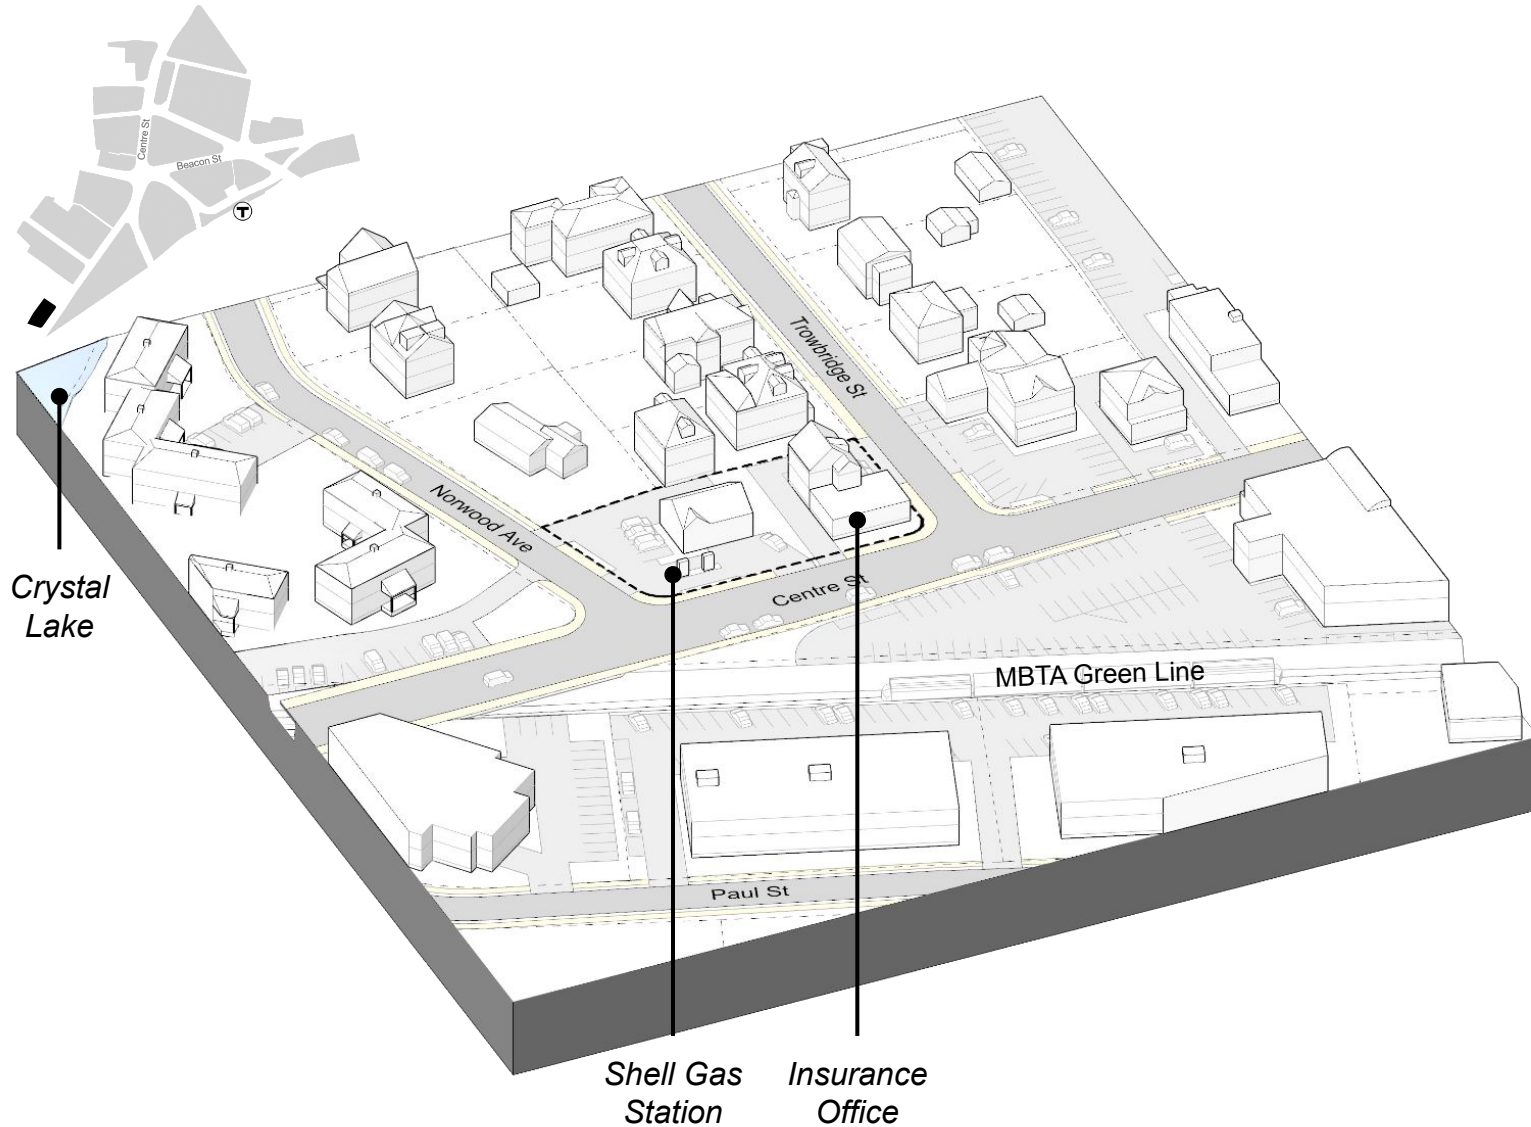 Centre St
Beacon St
T
Trowbridge St
Norwood Ave
Centre St
Crystal
Lake
MBTA Green Line
Paul St
Shell Gas
Station
Insurance
Office